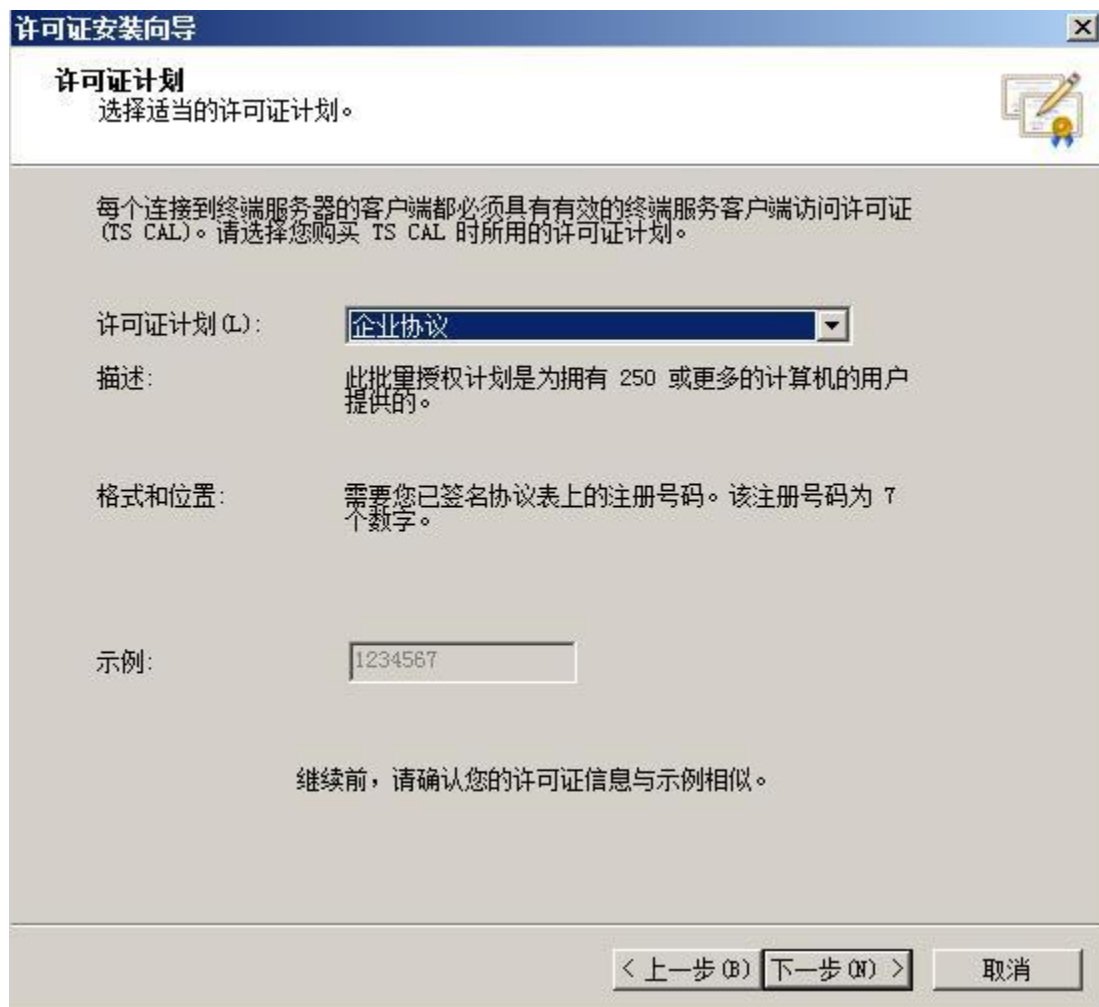 许可证安装向导
许可证计划
选择适当的许可证计划。
每个连接到终端服务器的客户端都必须具有有效的终端服务客户端访问许可证
(TS CAL)。请选择您购买 TS CAL 时所用的许可证计划。
许可证计划(L): 企业协议
描述: 此批里授权计划是为拥有 250 或更多的计算机的用户
提供的。
格式和位置: 需要您已签名协议表上的注册号码。该注册号码为 7
个数字。
示例: 1234567
继续前，请确认您的许可证信息与示例相似。
< 上一步(B) 下一步(N) > 取消